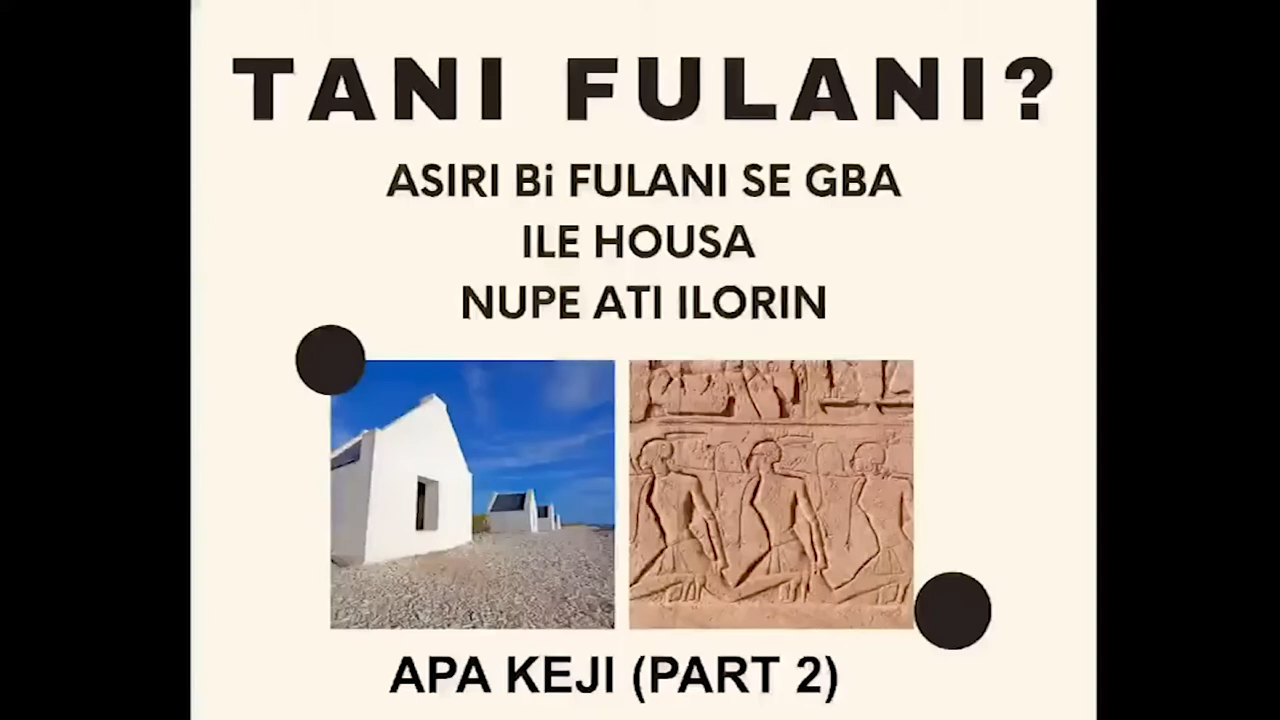 TANI FULANI?
ASIRI Bi FULANI SE GBA
ILE HOUSA
NUPE ATI ILORIN
APA KEJI (PART 2)